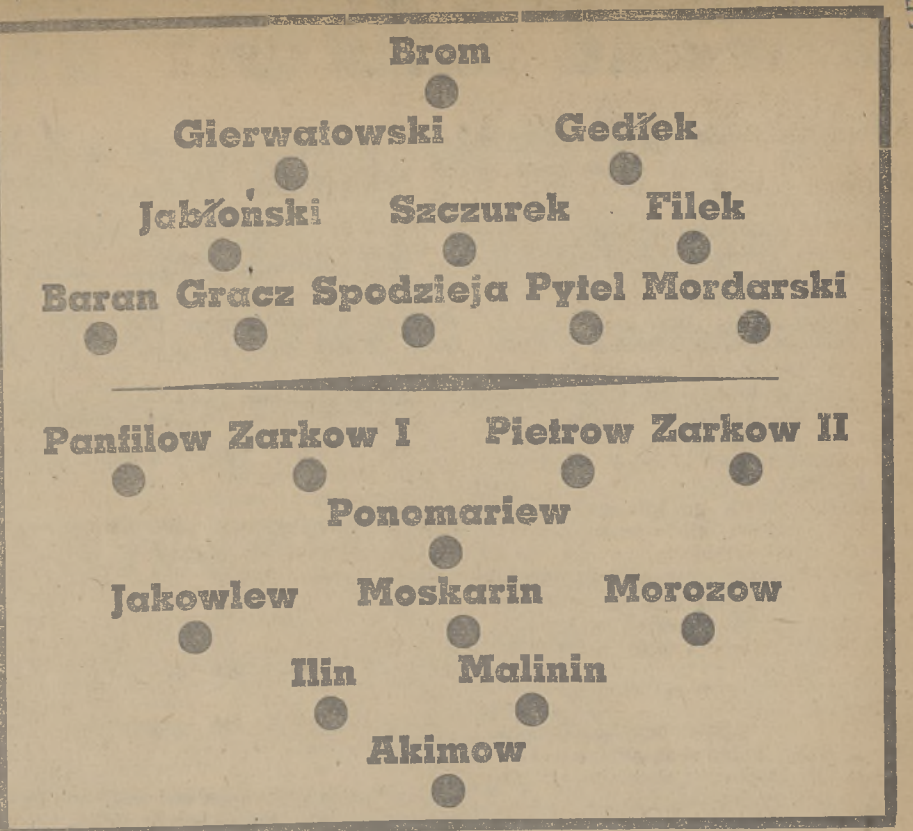 Brom
Gierwatowski Gedłek
Jabłoński Szczurek Filek
Baran Gracz Spodzieja Pytel Mordarski
Panfilow Zarkow I Pietrow Zarkow II
Ponomariew
Jakowlew Moskarin Morozow
Ilin Malinin
Akimow